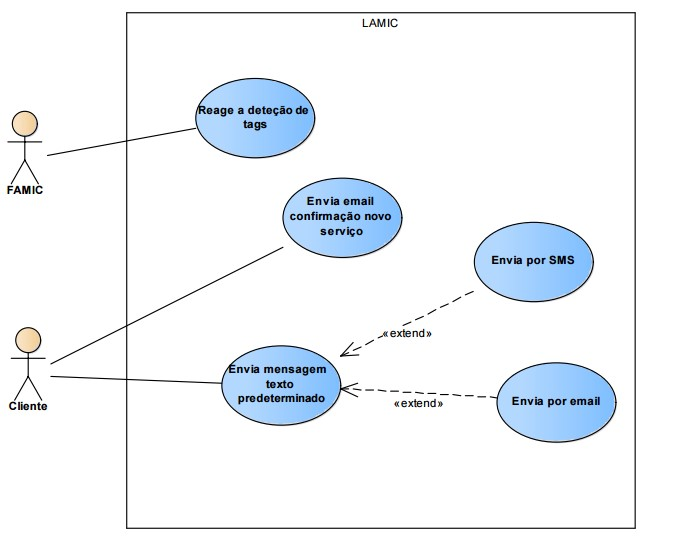 LAMIC
Reage a deteção de
tags
FAMIC
Envia email
confirmação novo
serviço
Envia por SMS
«extend»
Envia mensagem
texto
predeterminado
Cliente
«extend»
Envia por email